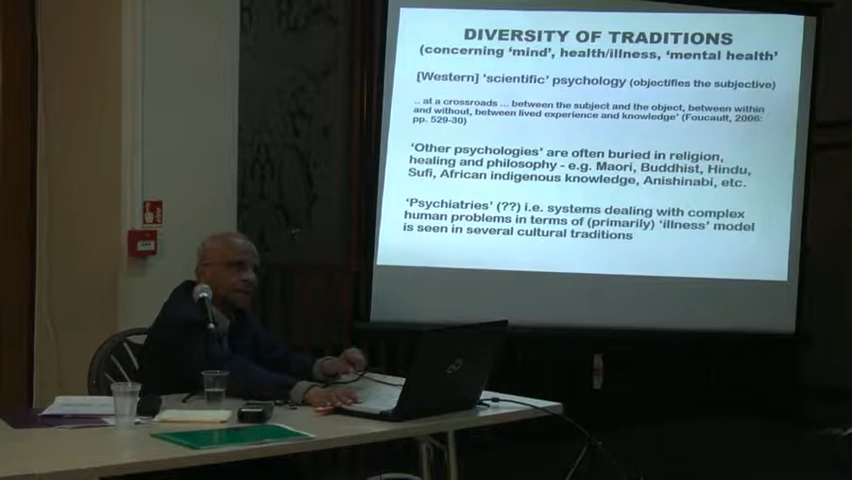 DIVERSITY OF TRADITIONS
(concerning ‘mind’, health/illness, ‘mental health’
[Western] ‘scientific’ psychology (objectifies the subjective)
.. at a crossroads ... between the subject and the object, between within
and without, between lived experience and knowledge’ (Foucault, 2006:
pp. 529-30)
‘Other psychologies’ are often buried in religion,
healing and philosophy - e.g. Maori, Buddhist, Hindu,
Sufi, African indigenous knowledge, Anishinabi, etc.
‘Psychiatries’ (??) i.e. systems dealing with complex
human problems in terms of (primarily) ‘illness’ model
is seen in several cultural traditions